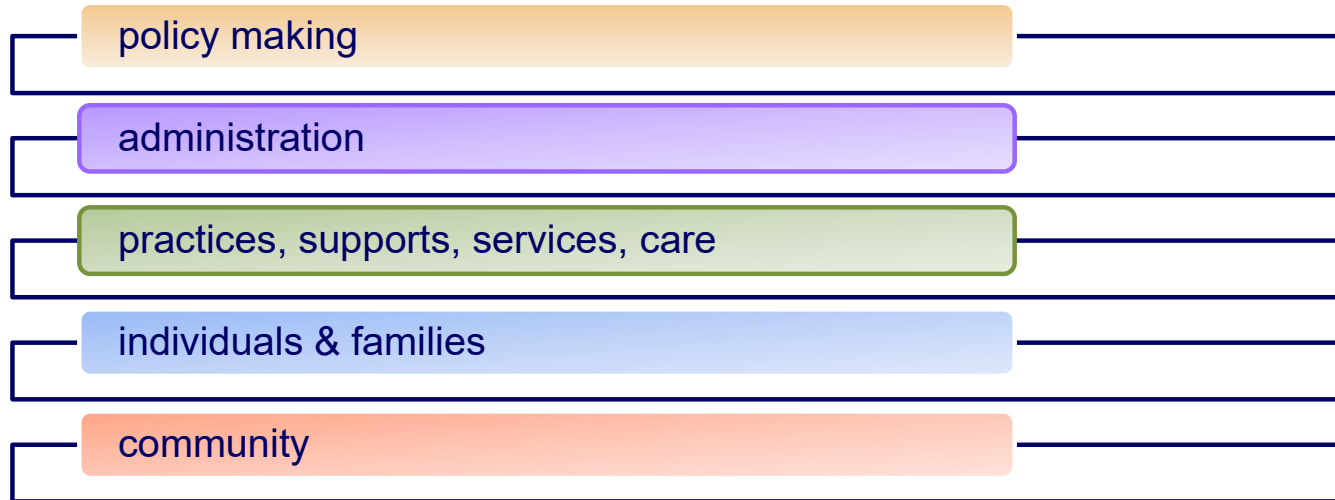 policy making
administration
practices, supports, services, care
individuals & families
community